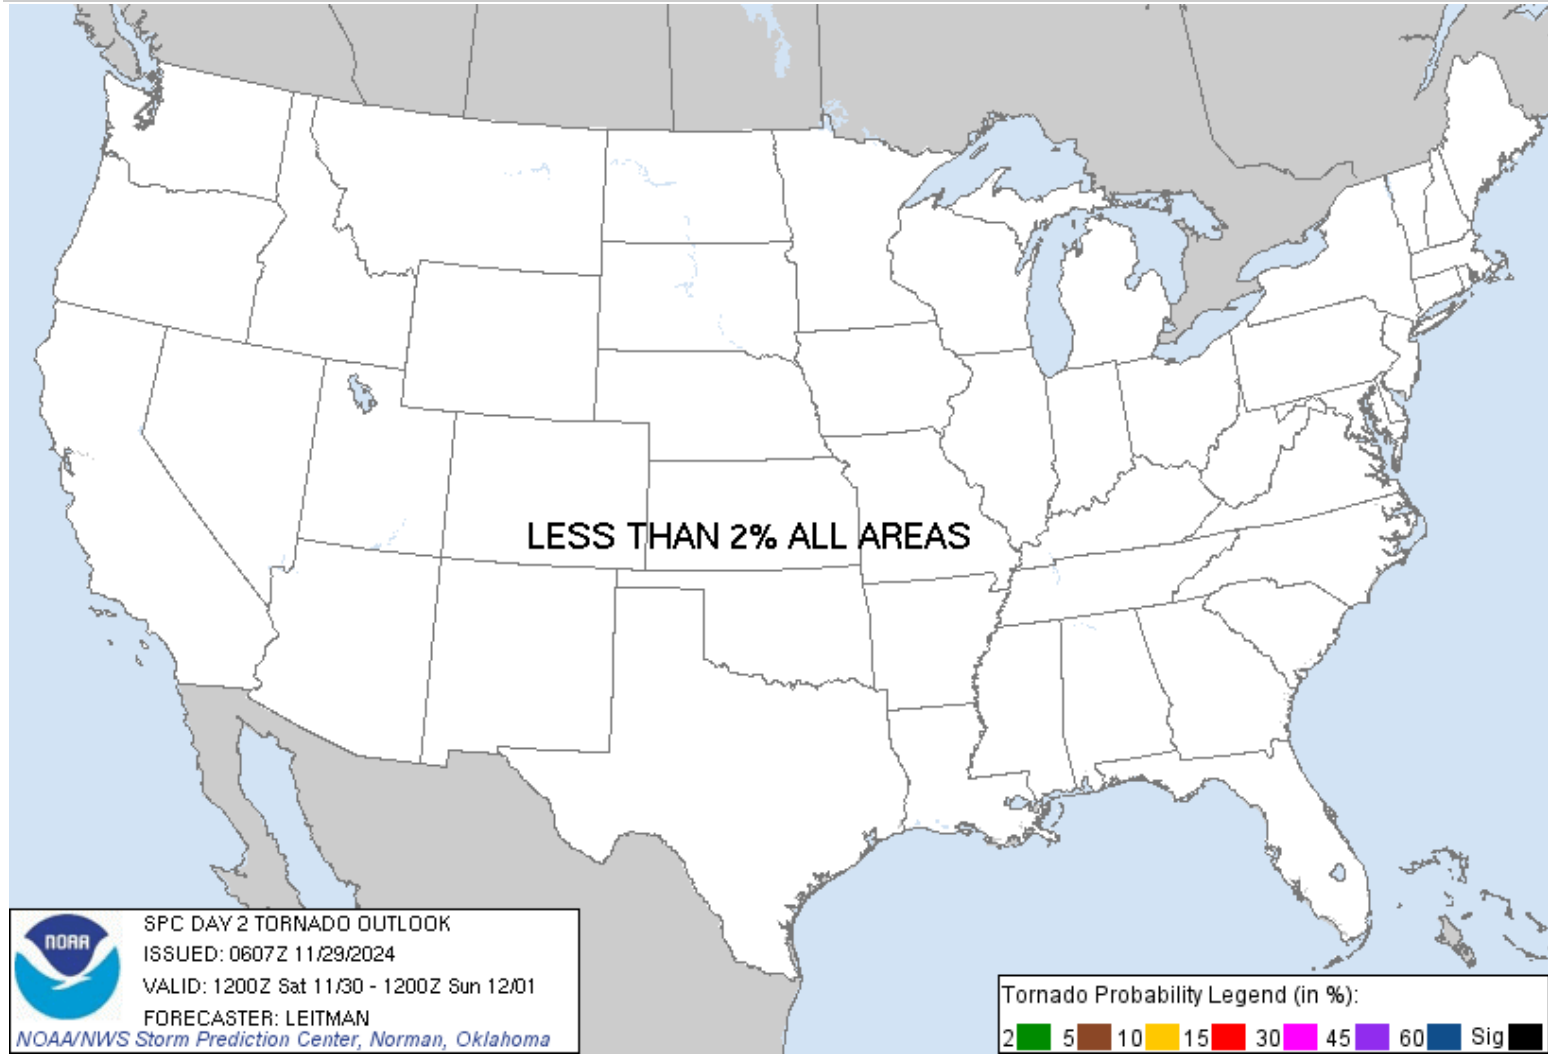 LESS THAN 2% ALL AREAS
NOAA
SPC DAY 2 TORNADO OUTLOOK
ISSUED: 0607Z 11/29/2024
VALID: 1200Z Sat 11/30 - 1200Z Sun 12/01
FORECASTER: LEITMAN
NOAA/NWS Storm Prediction Center, Norman, Oklahoma
Tornado Probability Legend (in %):
2 5 10 15 30 45 60 Sig